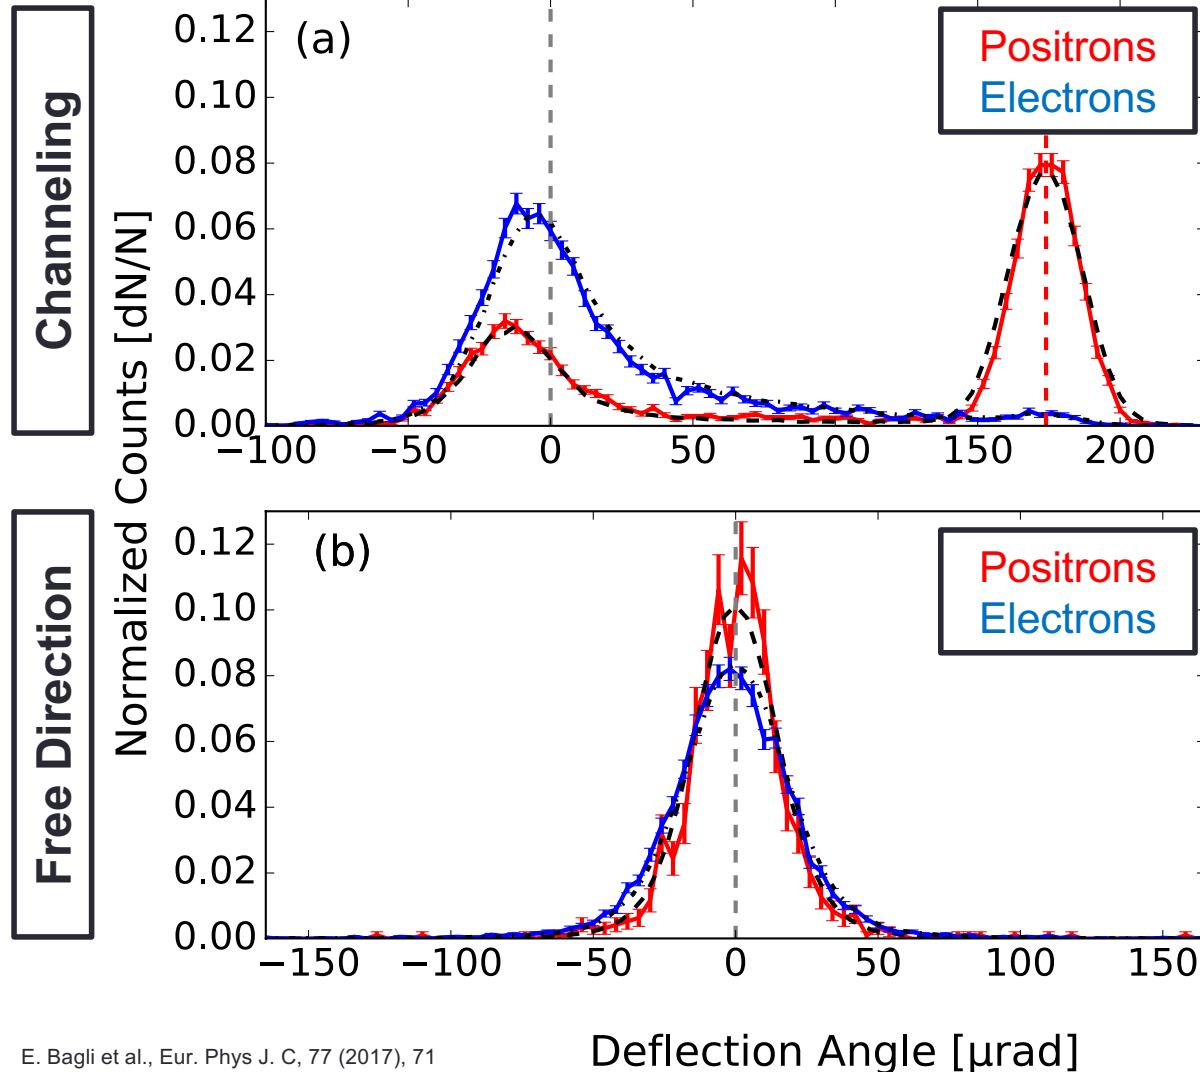 Channeling
Normalized Counts [dN/N]
(a)
Positrons
Electrons
0.12
0.10
0.08
0.06
0.04
0.02
0.00
−100
−50
0
50
100
150
200
Free Direction
(b)
Positrons
Electrons
0.12
0.10
0.08
0.06
0.04
0.02
0.00
−150
−100
−50
0
50
100
150
Deflection Angle [μrad]
E. Bagli et al., Eur. Phys J. C, 77 (2017), 71